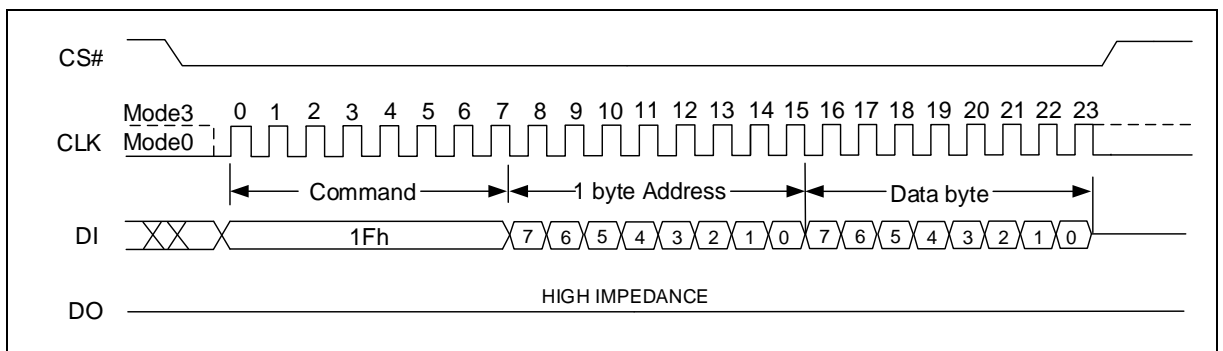 CS#
Mode3 0 1 2 3 4 5 6 7 8 9 10 11 12 13 14 15 16 17 18 19 20 21 22 23
CLK Mode0
Command 1 byte Address Data byte
DI 1Fh 7 6 5 4 3 2 1 0 7 6 5 4 3 2 1 0
HIGH IMPEDANCE
DO